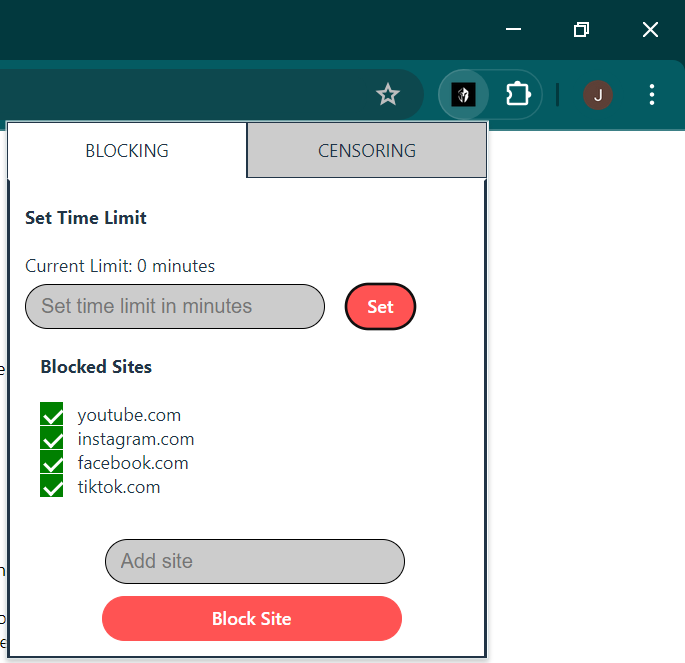 J
BLOCKING CENSORING
Set Time Limit
Current Limit: 0 minutes
Set time limit in minutes Set
Blocked Sites
youtube.com
instagram.com
facebook.com
tiktok.com
Add site
Block Site